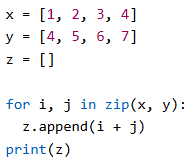 x = [1, 2, 3, 4]
y = [4, 5, 6, 7]
z = []
for i, j in zip(x, y):
  z.append(i + j)
print(z)